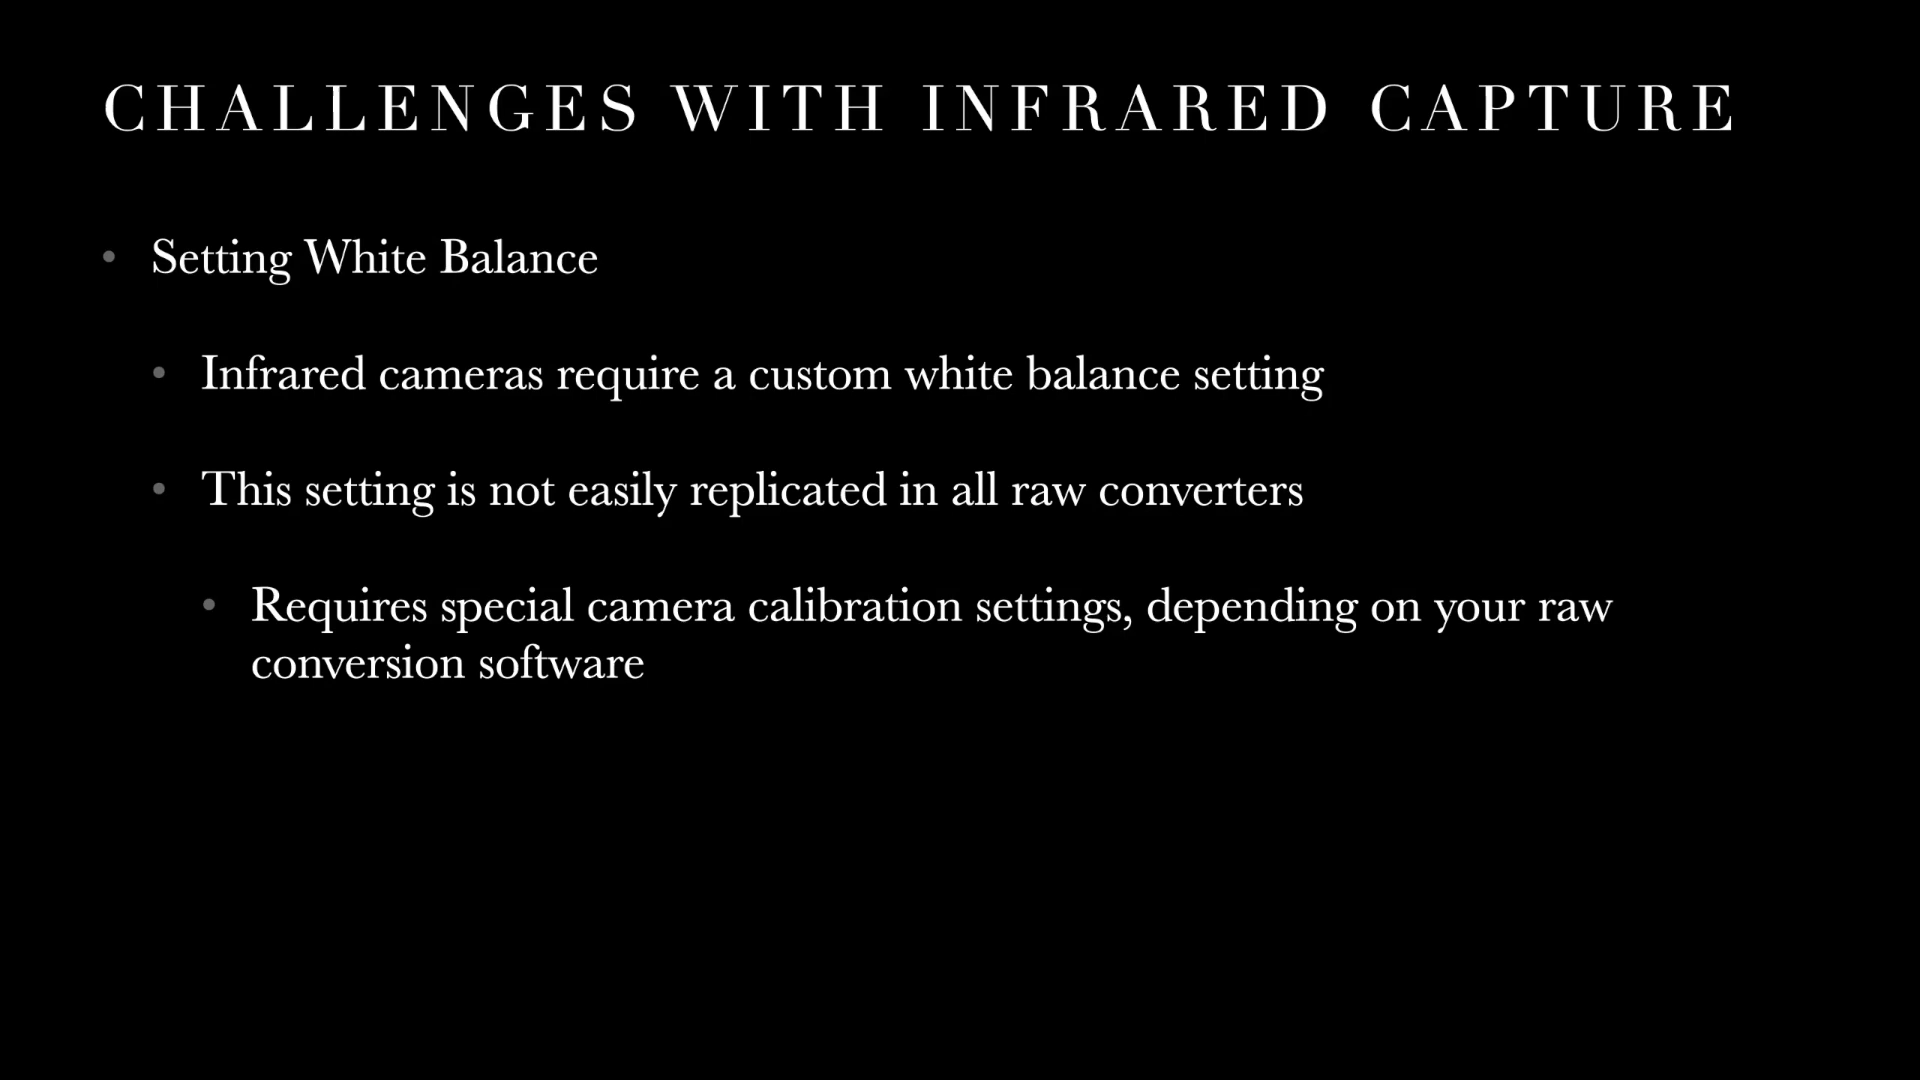 CHALLENGES WITH INFRARED CAPTURE
• Setting White Balance
• Infrared cameras require a custom white balance setting
• This setting is not easily replicated in all raw converters
• Requires special camera calibration settings, depending on your raw
conversion software